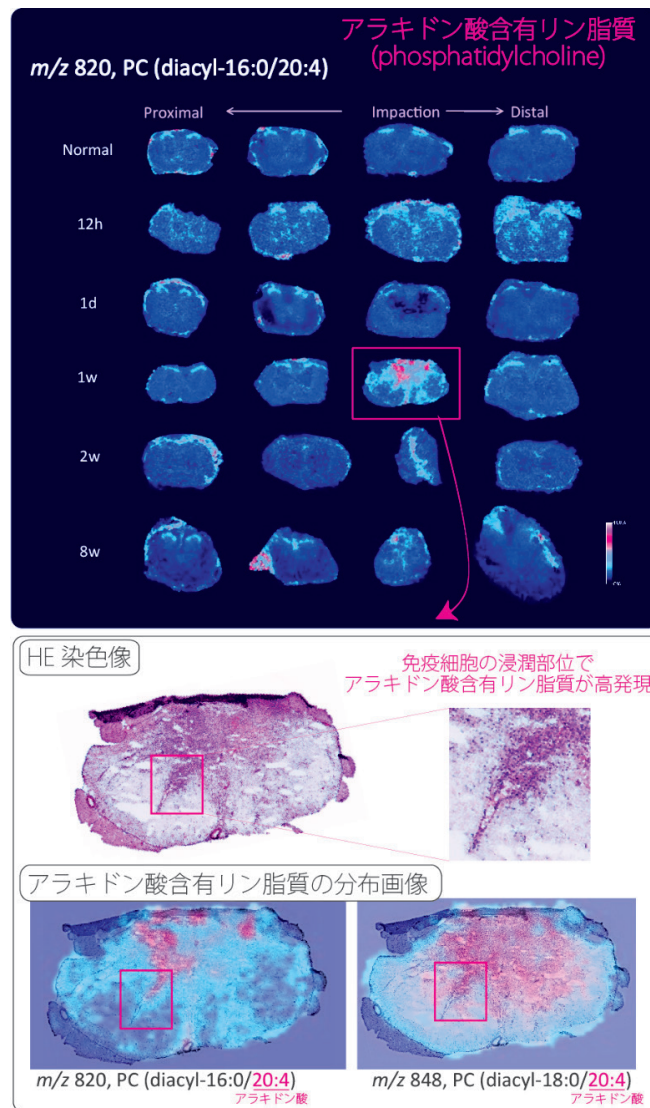 アラキドン酸含有リン脂質
(phosphatidylcholine)
m/z 820, PC (diacyl-16:0/20:4)
Proximal Impaction Distal
Normal
12h
1d
1w
2w
8w
HE 染色像
免疫細胞の浸潤部位で
アラキドン酸含有リン脂質が高発現
アラキドン酸含有リン脂質の分布画像
m/z 820, PC (diacyl-16:0/20:4)
アラキドン酸
m/z 848, PC (diacyl-18:0/20:4)
アラキドン酸